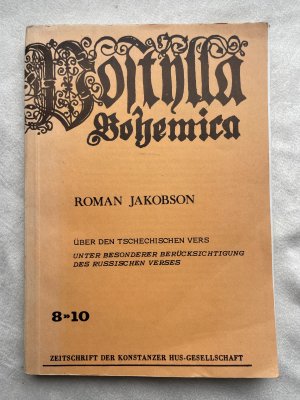 Postylla
Bohemica
ROMAN JAKOBSON
ÜBER DEN TSCHECHISCHEN VERS
UNTER BESONDERER BERÜCKSICHTIGUNG
DES RUSSISCHEN VERSES
8»10
ZEITSCHRIFT DER KONSTANZER HUS-GESELLSCHAFT